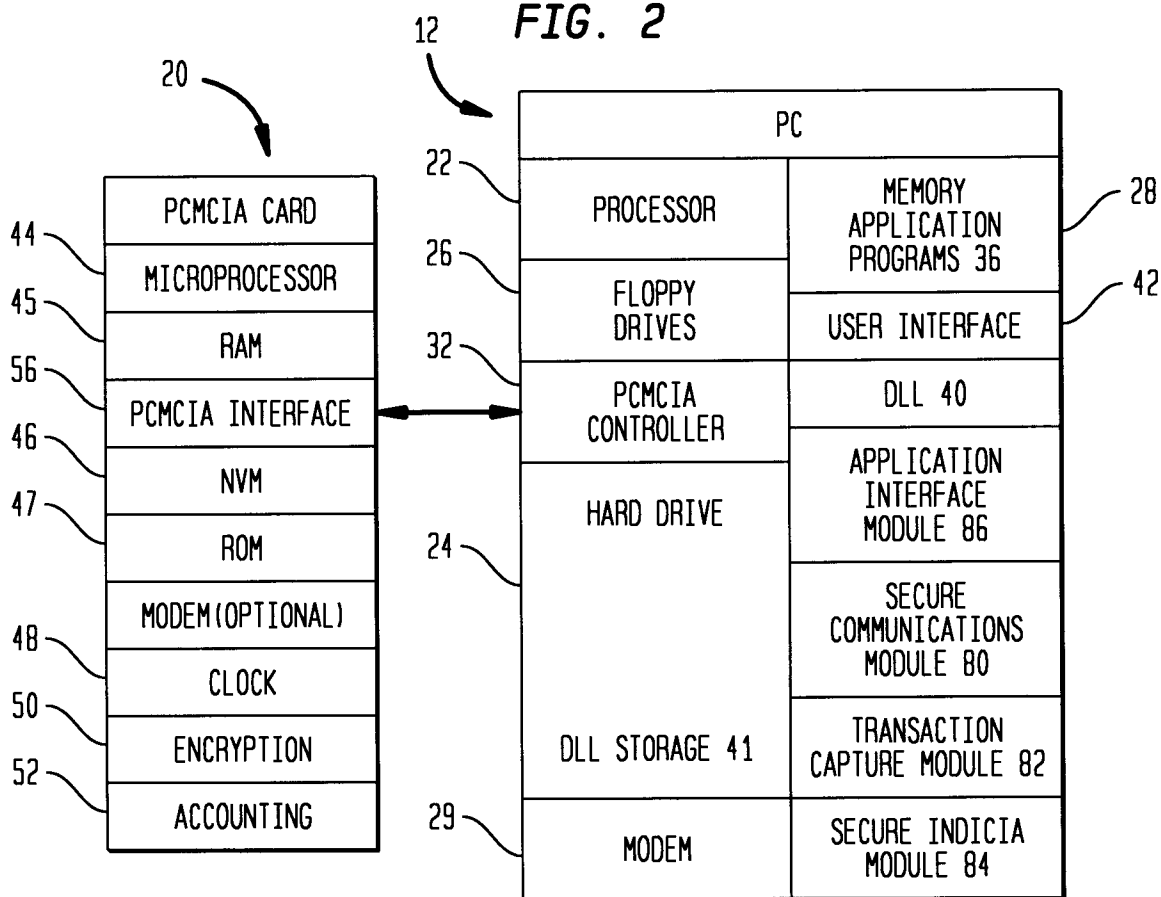 FIG. 2
12
20
PC
22
PROCESSOR
MEMORY
APPLICATION
PROGRAMS 36
28
PCMCIA CARD
44
MICROPROCESSOR
26
FLOPPY
DRIVES
USER INTERFACE
42
45
RAM
32
PCMCIA
CONTROLLER
DLL 40
56
PCMCIA INTERFACE
46
NVM
HARD DRIVE
APPLICATION
INTERFACE
MODULE 86
47
ROM
24
MODEM(OPTIONAL)
SECURE
COMMUNICATIONS
MODULE 80
48
CLOCK
50
ENCRYPTION
DLL STORAGE 41
TRANSACTION
CAPTURE MODULE 82
52
ACCOUNTING
29
MODEM
SECURE INDICIA
MODULE 84